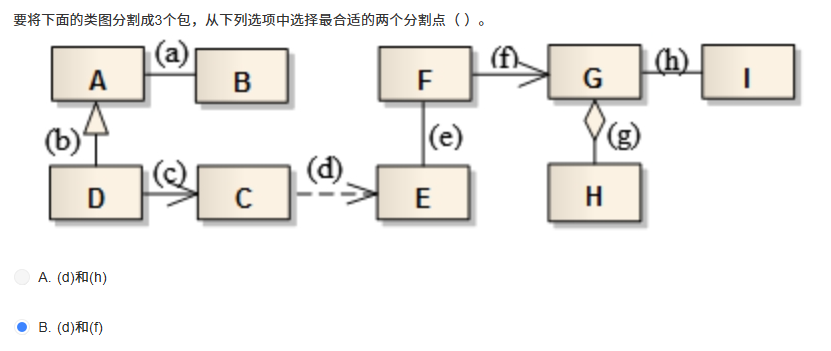 要将下面的类图分割成3个包，从下列选项中选择最合适的两个分割点（ ）。
A (a) B F (f) G (h) I
(b) (e) (g)
D (c) C (d) E H
A. (d)和(h)
B. (d)和(f)